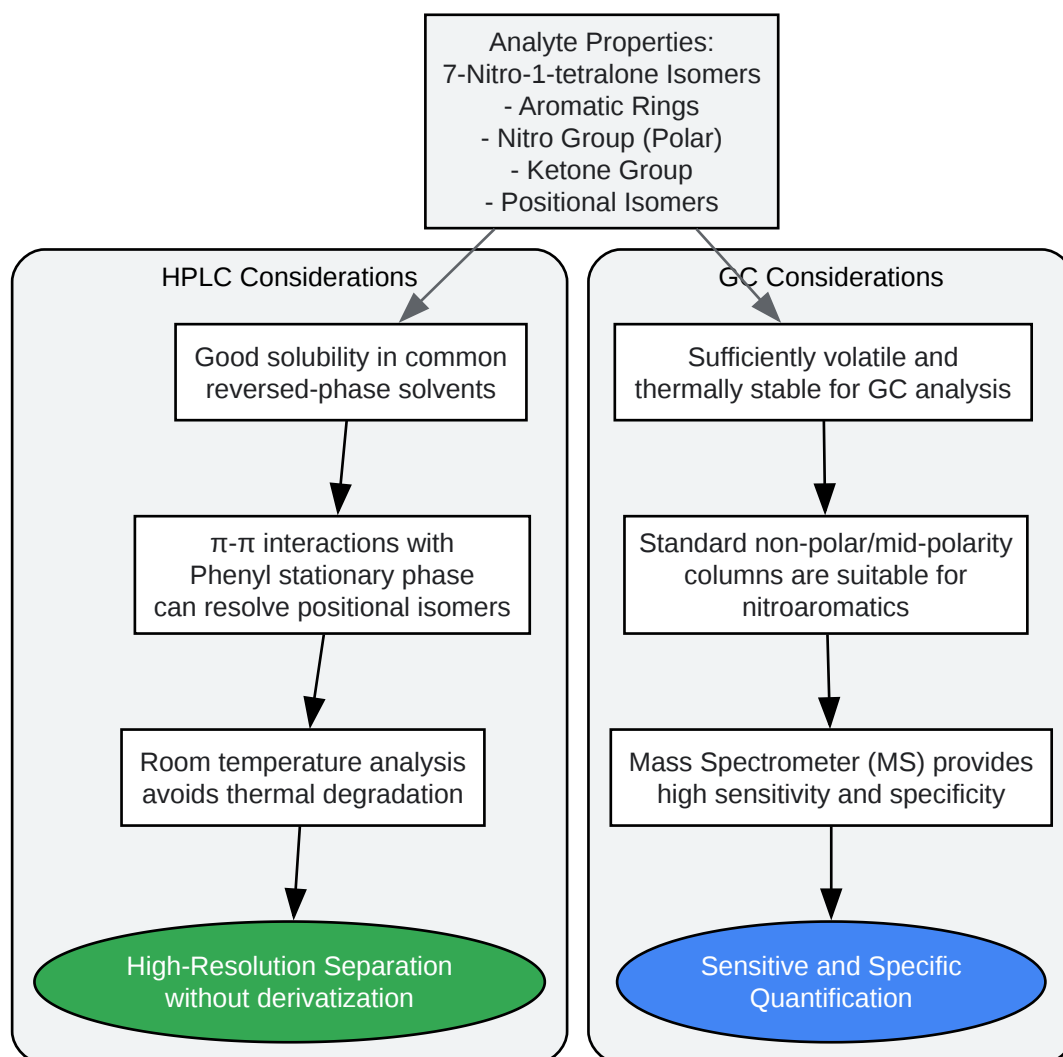 Analyte Properties:
7-Nitro-1-tetralone Isomers
- Aromatic Rings
- Nitro Group (Polar)
- Ketone Group
- Positional Isomers
HPLC Considerations
Good solubility in common
reversed-phase solvents
π-π interactions with
Phenyl stationary phase
can resolve positional isomers
Room temperature analysis
avoids thermal degradation
High-Resolution Separation
without derivatization
GC Considerations
Sufficiently volatile and
thermally stable for GC analysis
Standard non-polar/mid-polarity
columns are suitable for
nitroaromatics
Mass Spectrometer (MS) provides
high sensitivity and specificity
Sensitive and Specific
Quantification